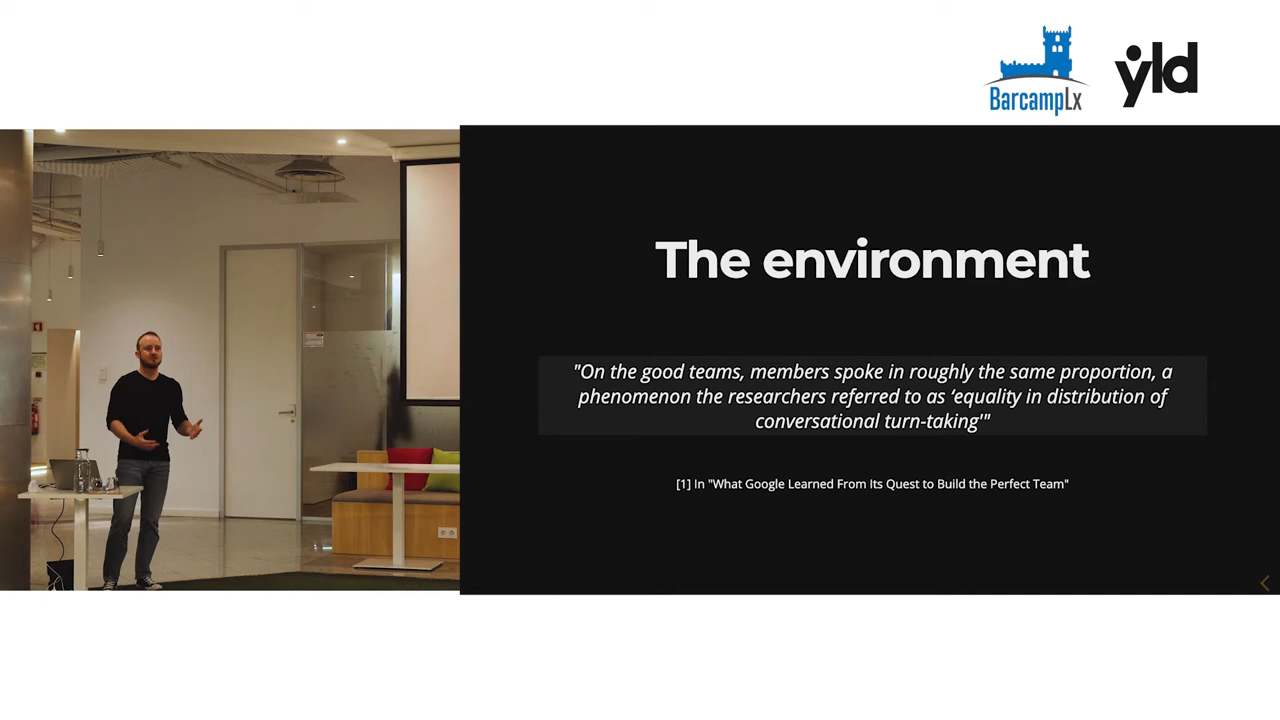 BarcampLx
yld
The environment
"On the good teams, members spoke in roughly the same proportion, a
phenomenon the researchers referred to as ‘equality in distribution of
conversational turn-taking'"
[1] In "What Google Learned From Its Quest to Build the Perfect Team"